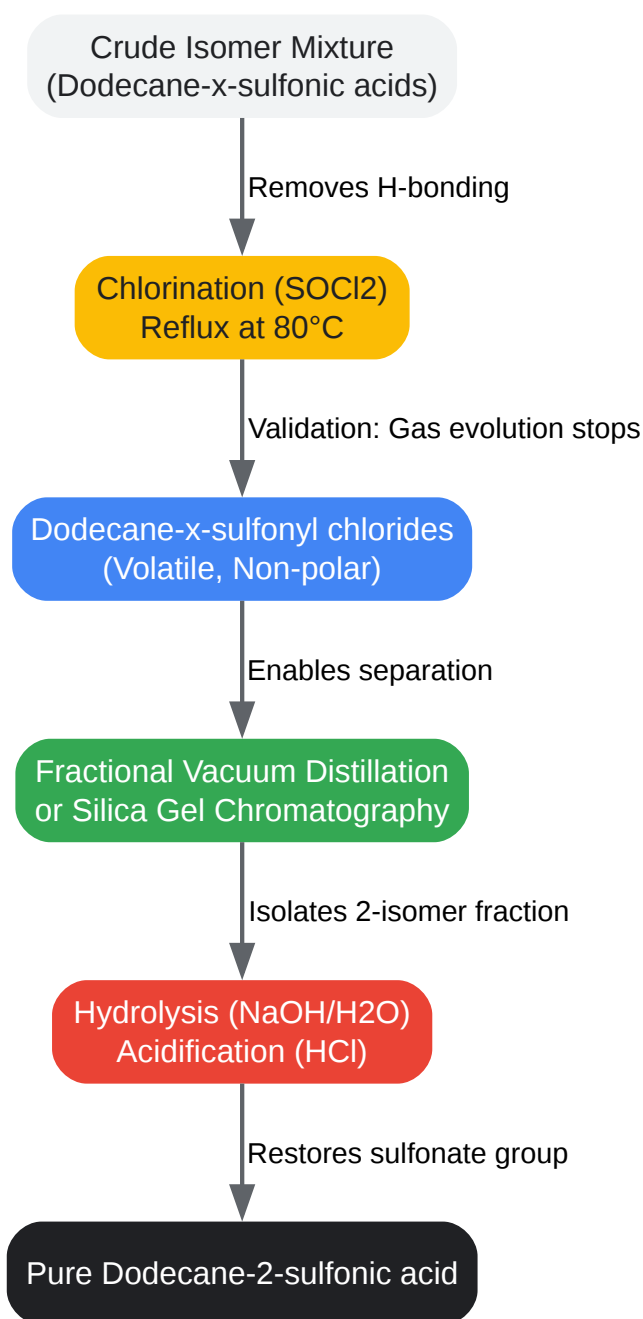 Crude Isomer Mixture
(Dodecane-x-sulfonic acids)
Removes H-bonding
Chlorination (SOCl2)
Reflux at 80°C
Validation: Gas evolution stops
Dodecane-x-sulfonyl chlorides
(Volatile, Non-polar)
Enables separation
Fractional Vacuum Distillation
or Silica Gel Chromatography
Isolates 2-isomer fraction
Hydrolysis (NaOH/H2O)
Acidification (HCl)
Restores sulfonate group
Pure Dodecane-2-sulfonic acid